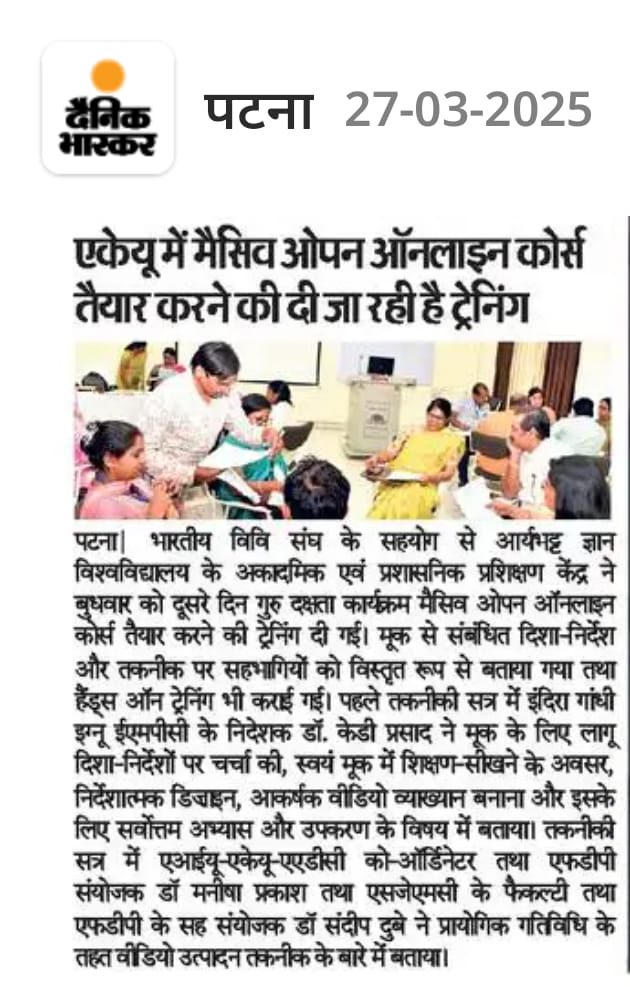 दैनिक
भास्कर
पटना 27-03-2025
एकेयू में मैसिव ओपन ऑनलाइन कोर्स
तैयार करने की दी जा रही है ट्रेनिंग
पटना| भारतीय विवि संघ के सहयोग से आर्यभट्ट ज्ञान
विश्वविद्यालय के अकादमिक एवं प्रशासनिक प्रशिक्षण केंद्र ने
बुधवार को दूसरे दिन गुरु दक्षता कार्यक्रम मैसिव ओपन ऑनलाइन
कोर्स तैयार करने की ट्रेनिंग दी गई। मूक से संबंधित दिशा-निर्देश
और तकनीक पर सहभागियों को विस्तृत रूप से बताया गया तथा
हैंड्स ऑन ट्रेनिंग भी कराई गई। पहले तकनीकी सत्र में इंदिरा गांधी
इग्नू ईएमपीसी के निदेशक डॉ. केडी प्रसाद ने मूक के लिए लागू
दिशा-निर्देशों पर चर्चा की, स्वयं मूक में शिक्षण-सीखने के अवसर,
निर्देशात्मक डिजाइन, आकर्षक वीडियो व्याख्यान बनाना और इसके
लिए सर्वोत्तम अभ्यास और उपकरण के विषय में बताया। तकनीकी
सत्र में एआईयू-एकेयू-एएडीसी को-ऑर्डिनेटर तथा एफडीपी
संयोजक डॉ मनीषा प्रकाश तथा एसजेएमसी के फैकल्टी तथा
एफडीपी के सह संयोजक डॉ संदीप दुबे ने प्रायोगिक गतिविधि के
तहत वीडियो उत्पादन तकनीक के बारे में बताया।